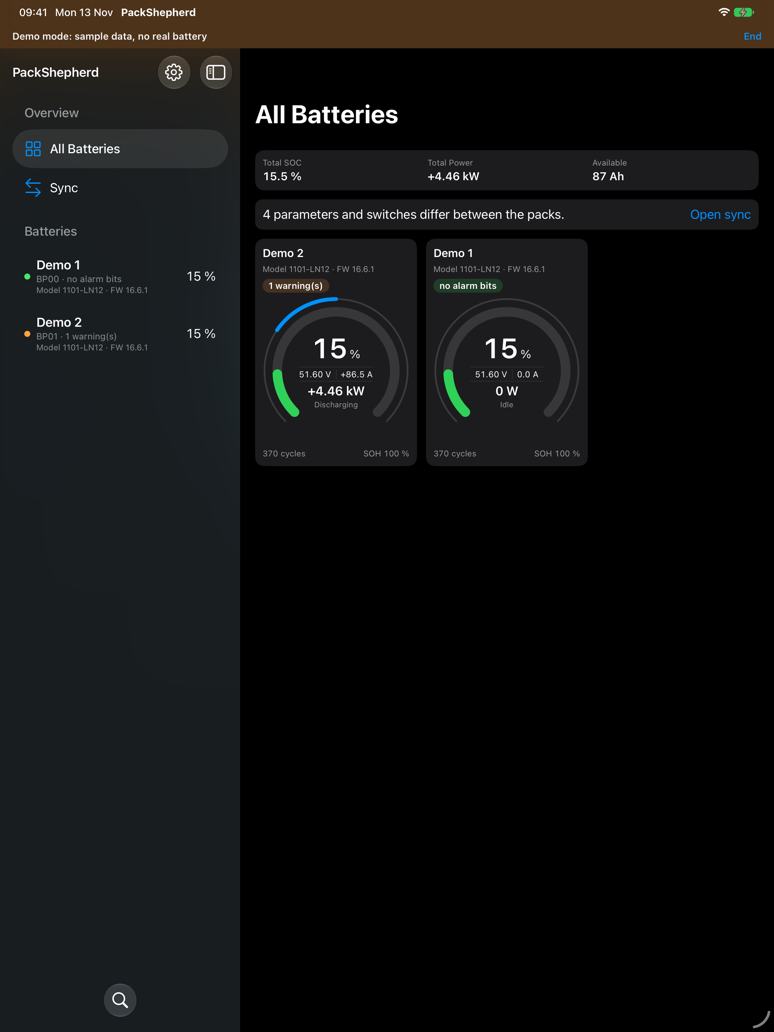 09:41 Mon 13 Nov PackShepherd
Demo mode: sample data, no real battery End
PackShepherd
Overview
All Batteries
Sync
Batteries
Demo 1
BP00 · no alarm bits
Model 1101-LN12 · FW 16.6.1
15 %
Demo 2
BP01 · 1 warning(s)
Model 1101-LN12 · FW 16.6.1
15 %
All Batteries
Total SOC
15.5 %
Total Power
+4.46 kW
Available
87 Ah
4 parameters and switches differ between the packs. Open sync
Demo 2
Model 1101-LN12 · FW 16.6.1
1 warning(s)
15 %
51.60 V +86.5 A
+4.46 kW
Discharging
370 cycles SOH 100 %
Demo 1
Model 1101-LN12 · FW 16.6.1
no alarm bits
15 %
51.60 V 0.0 A
0 W
Idle
370 cycles SOH 100 %